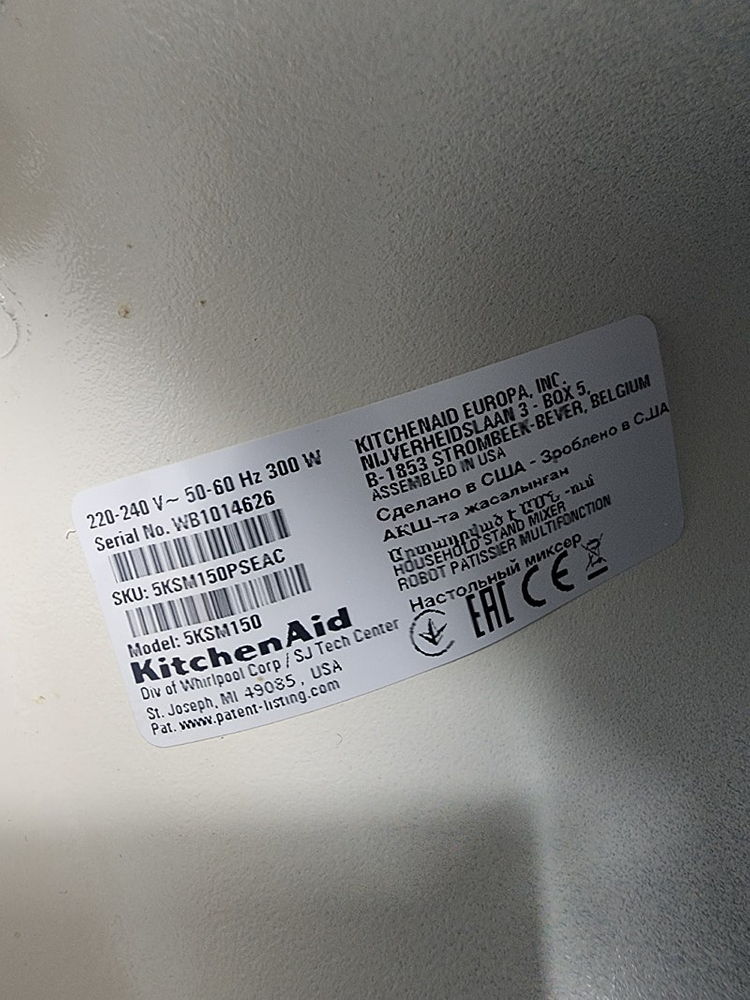 220-240 V~ 50-60 Hz 300 W
Serial No. WB1014626
SKU: 5KSM150PSEAC
Model: 5KSM150
KitchenAid
Div of Whirlpool Corp / SJ Tech Center
St. Joseph, MI 49085, USA
Pat. www.patent-listing.com
KITCHENAID EUROPA, INC.
NIJVERHEIDSLAAN 3 - BOX 5,
B-1853 STROMBEEK-BEVER, BELGIUM
ASSEMBLED IN USA
Сделано в США - Зроблено в США
АҚШ-та жасалынған
Արտադրված է ԱՄՆ -ում
HOUSEHOLD STAND MIXER
ROBOT PATISSIER MULTIFONCTION
Настольный миксер
EAC CE